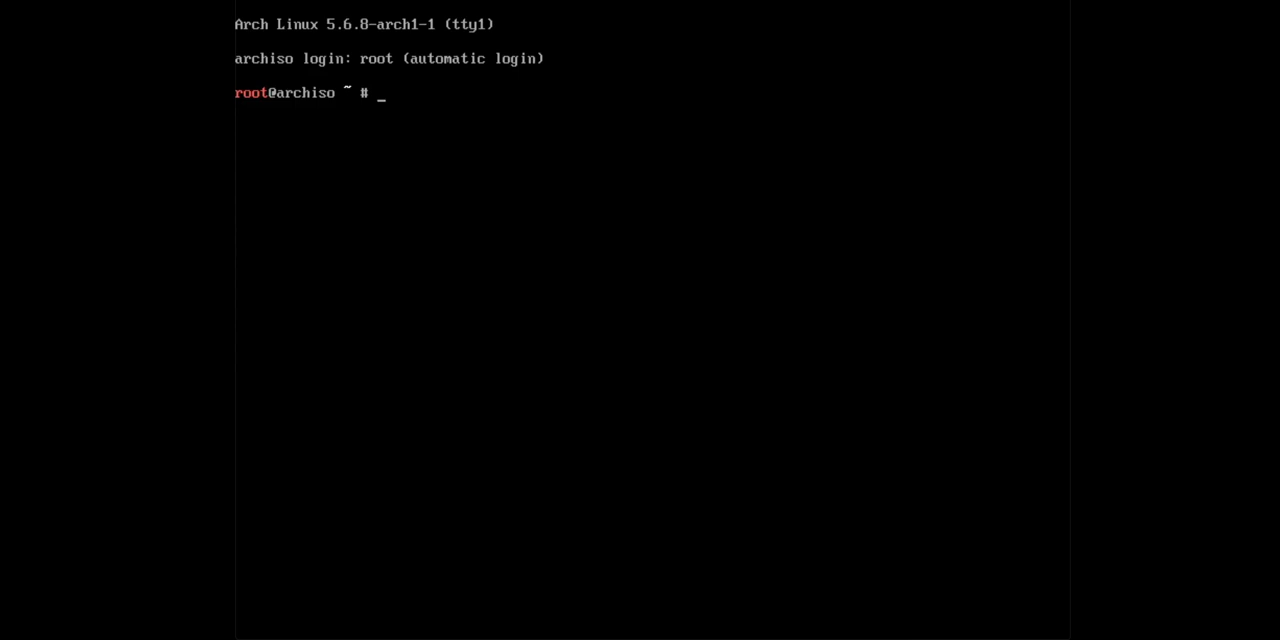 Arch Linux 5.6.8-arch1-1 (tty1)
archiso login: root (automatic login)
root@archiso ~ # _